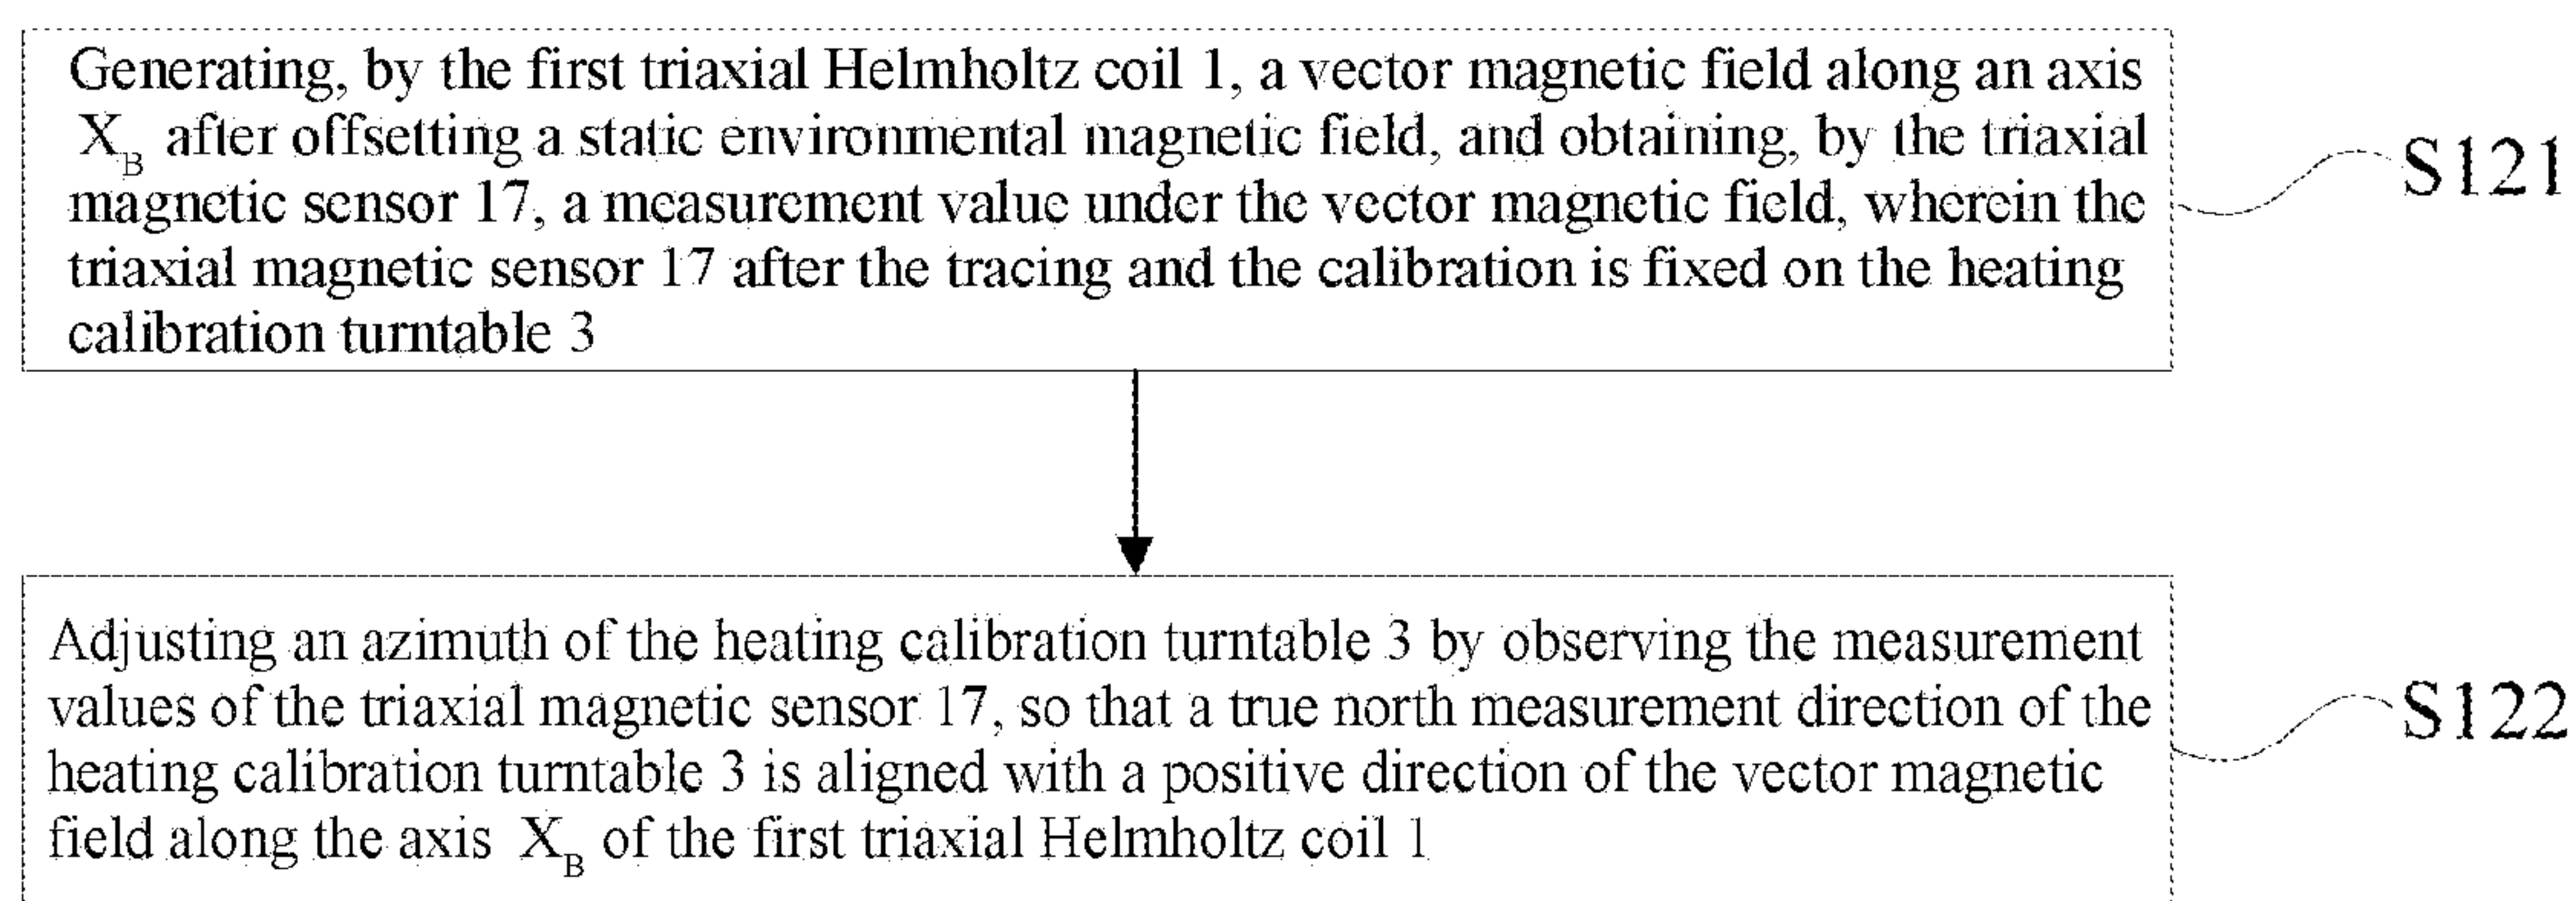 Generating, by the first triaxial Helmholtz coil 1, a vector magnetic field along an axis
X_B after offsetting a static environmental magnetic field, and obtaining, by the triaxial
magnetic sensor 17, a measurement value under the vector magnetic field, wherein the
triaxial magnetic sensor 17 after the tracing and the calibration is fixed on the heating
calibration turntable 3
S121
Adjusting an azimuth of the heating calibration turntable 3 by observing the measurement
values of the triaxial magnetic sensor 17, so that a true north measurement direction of the
heating calibration turntable 3 is aligned with a positive direction of the vector magnetic
field along the axis X_B of the first triaxial Helmholtz coil 1
S122